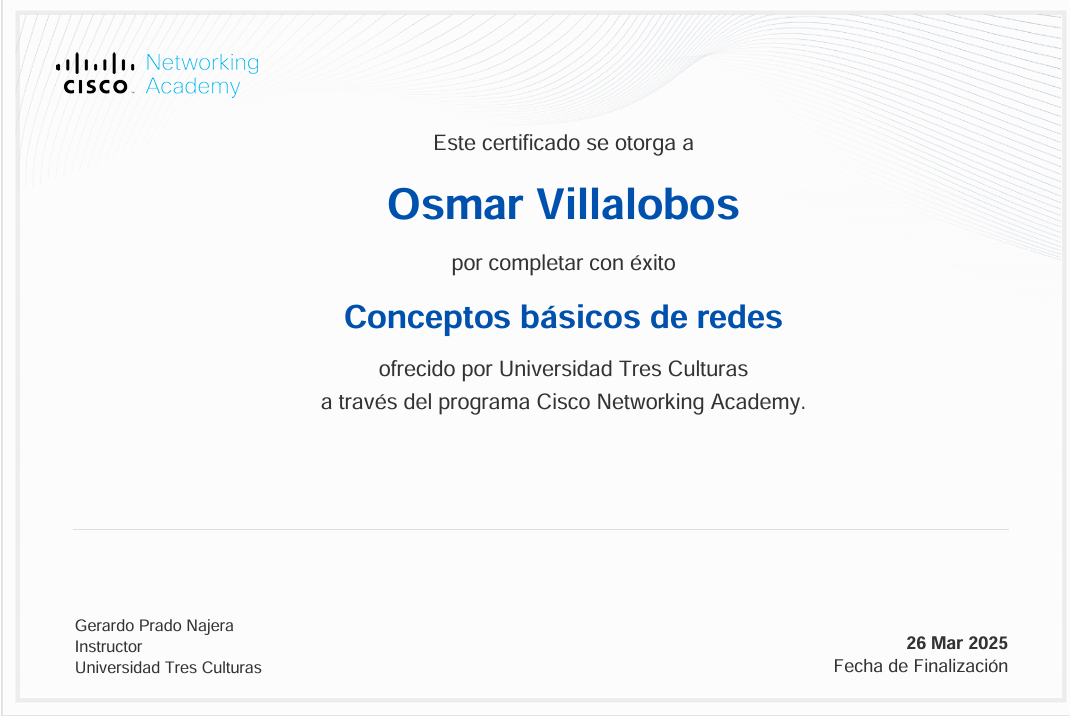 Networking
CISCO Academy
Este certificado se otorga a
Osmar Villalobos
por completar con éxito
Conceptos básicos de redes
ofrecido por Universidad Tres Culturas
a través del programa Cisco Networking Academy.
Gerardo Prado Najera
Instructor
Universidad Tres Culturas
26 Mar 2025
Fecha de Finalización